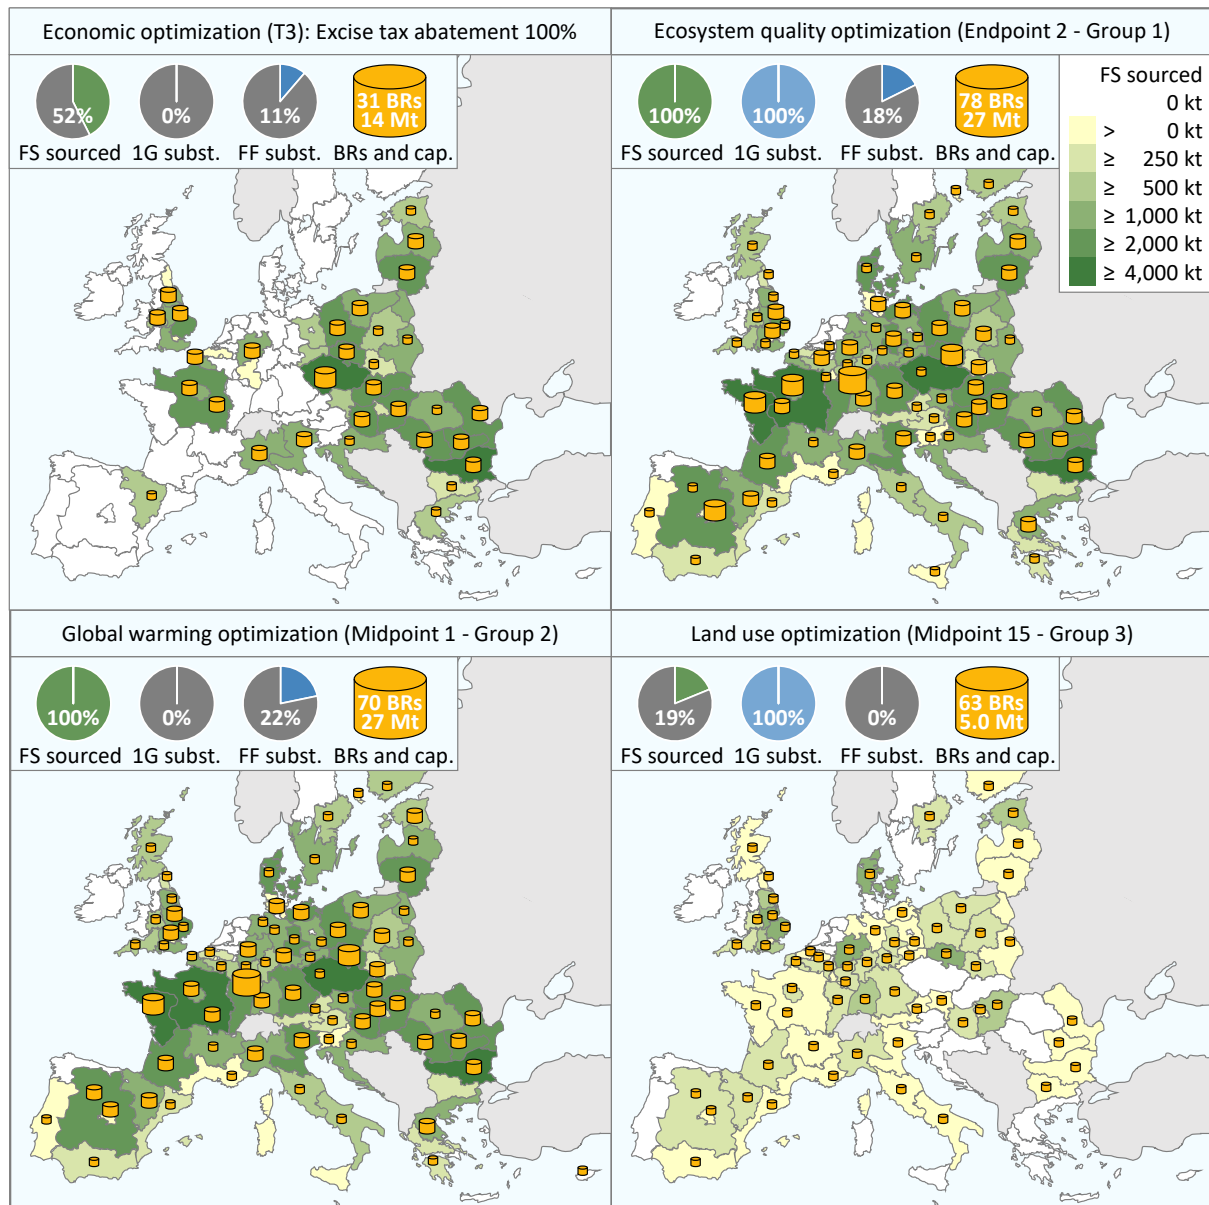 Economic optimization (T3): Excise tax abatement 100%
52%
0%
11%
31 BRs
14 Mt
FS sourced
1G subst.
FF subst.
BRs and cap.
Ecosystem quality optimization (Endpoint 2 - Group 1)
100%
100%
18%
78 BRs
27 Mt
FS sourced
1G subst.
FF subst.
BRs and cap.
FS sourced
0 kt
> 0 kt
≥ 250 kt
≥ 500 kt
≥ 1,000 kt
≥ 2,000 kt
≥ 4,000 kt
Global warming optimization (Midpoint 1 - Group 2)
100%
0%
22%
70 BRs
27 Mt
FS sourced
1G subst.
FF subst.
BRs and cap.
Land use optimization (Midpoint 15 - Group 3)
19%
100%
0%
63 BRs
5.0 Mt
FS sourced
1G subst.
FF subst.
BRs and cap.